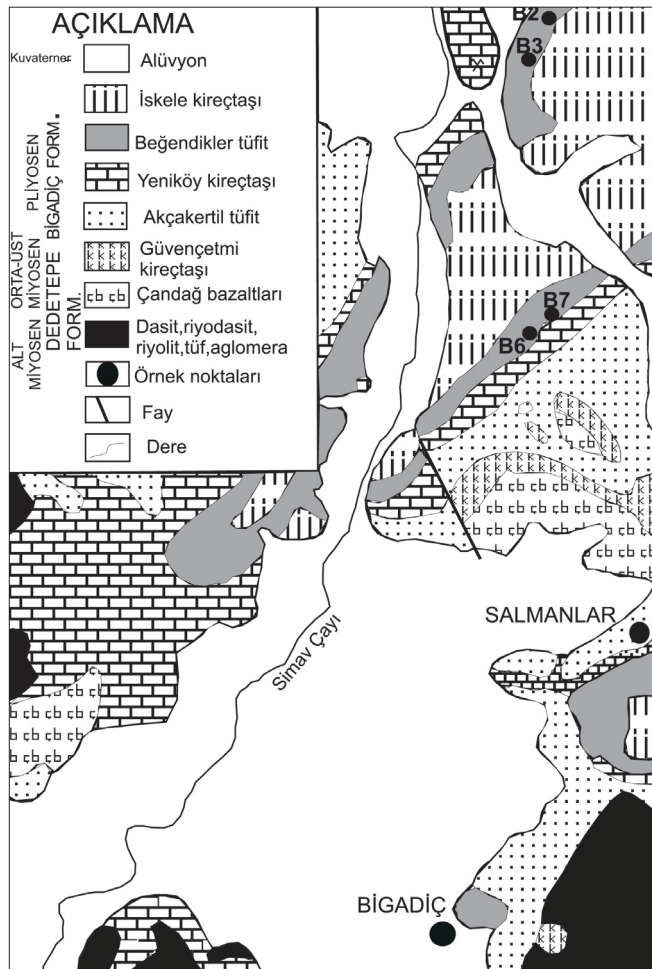 AÇIKLAMA
Kuvaterner
Alüvyon
İskele kireçtaşı
Beğendikler tüfit
Yeniköy kireçtaşı
Akçakertil tüfit
Güvençetmi
kireçtaşı
Çandağ bazaltları
Dasit,riyodasit,
riyolit,tüf,aglomera
Örnek noktaları
Fay
Dere
PLİYOSEN
BİGADİÇ FORM.
ORTA-ÜST
MİYOSEN
DEDETEPE
FORM.
ALT
MİYOSEN
B2
B3
B7
B6
Simav Çayı
SALMANLAR
BİGADİÇ